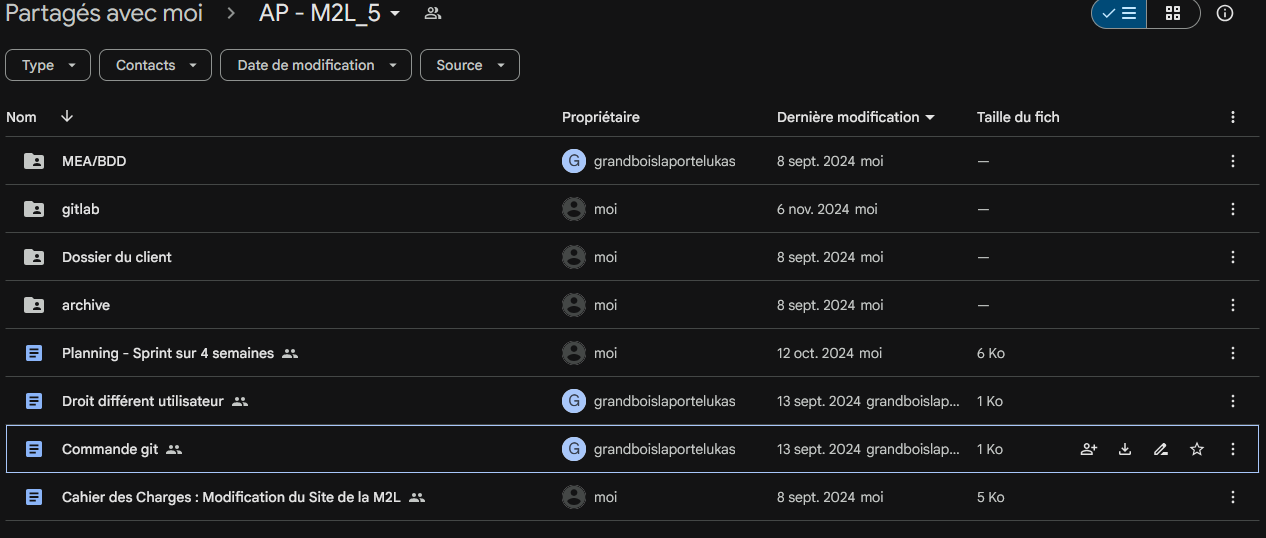 Partagés avec moi > AP - M2L_5
Type Contacts Date de modification Source
Nom Propriétaire Dernière modification Taille du fich
MEA/BDD G grandboislaportelukas 8 sept. 2024 moi —
gitlab moi 6 nov. 2024 moi —
Dossier du client moi 8 sept. 2024 moi —
archive moi 8 sept. 2024 moi —
Planning - Sprint sur 4 semaines moi 12 oct. 2024 moi 6 Ko
Droit différent utilisateur G grandboislaportelukas 13 sept. 2024 grandboislap... 1 Ko
Commande git G grandboislaportelukas 13 sept. 2024 grandboislap... 1 Ko
Cahier des Charges : Modification du Site de la M2L moi 8 sept. 2024 moi 5 Ko